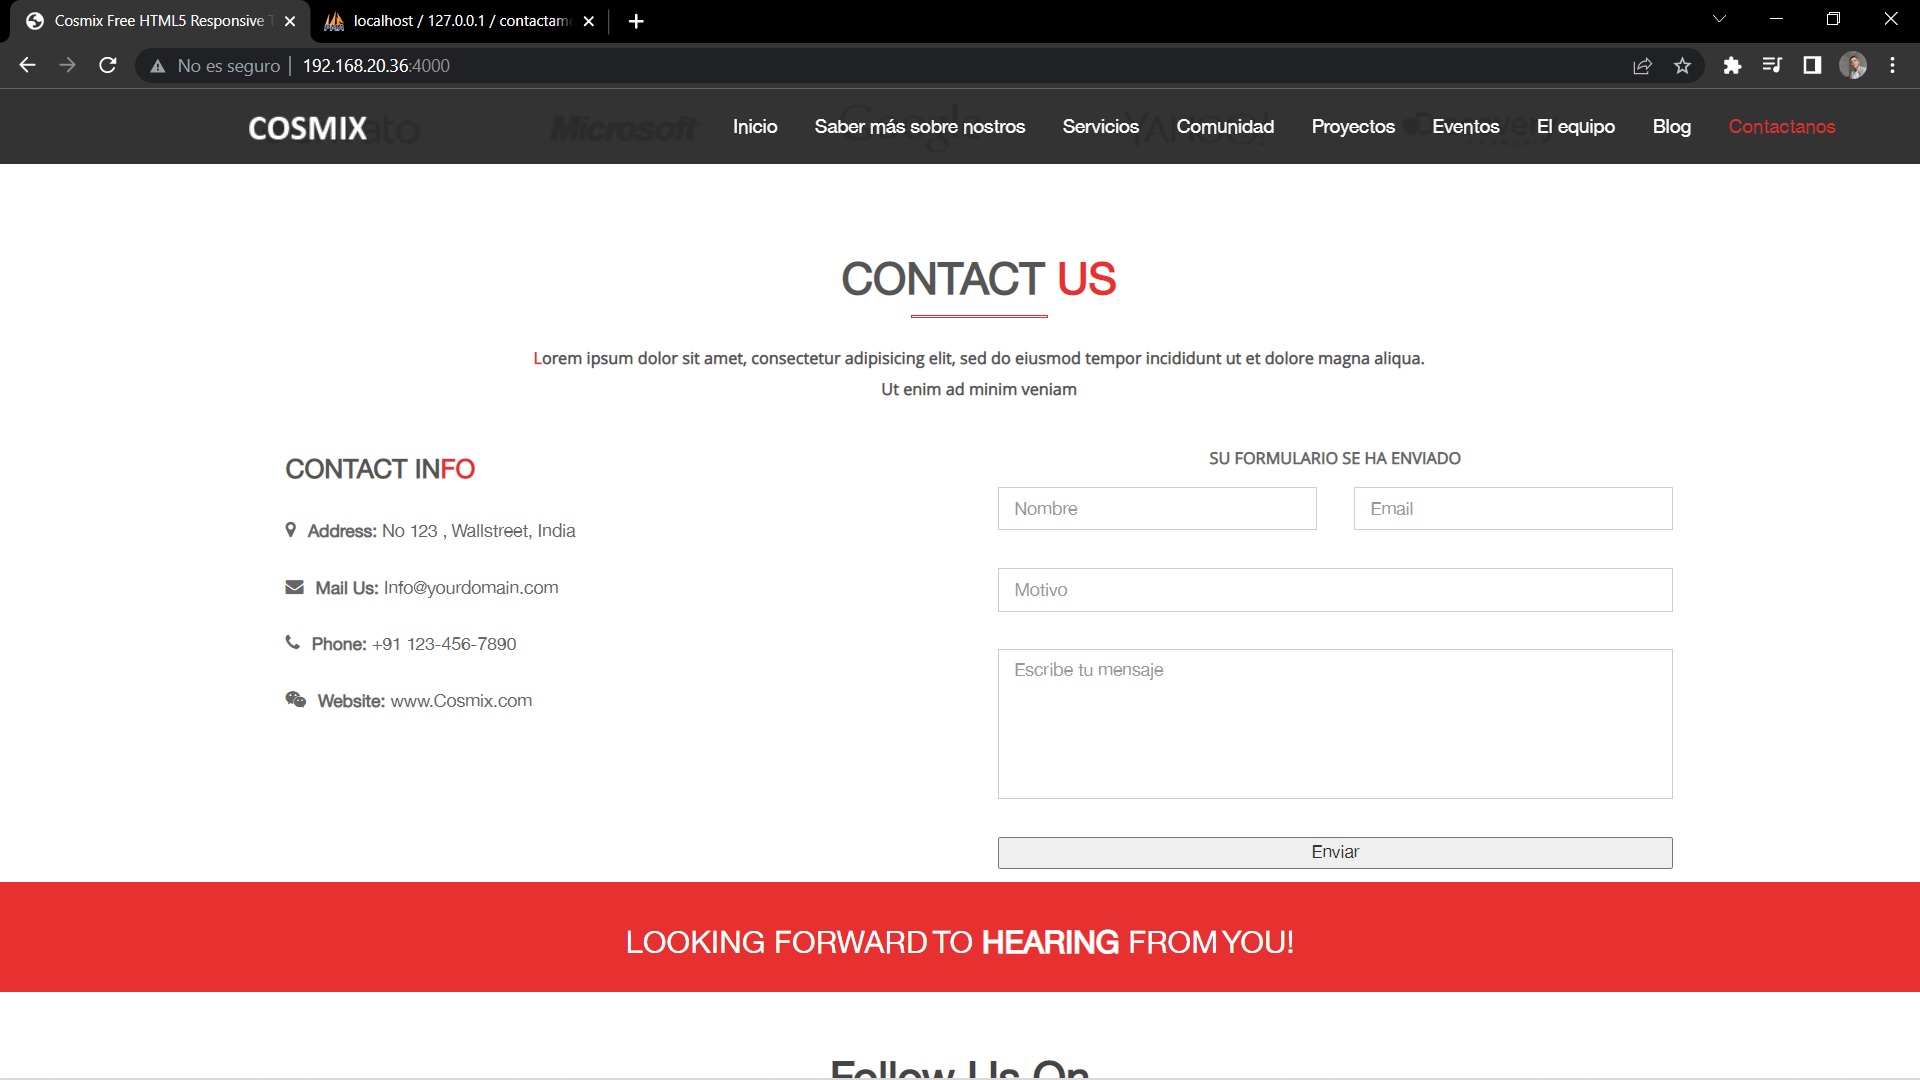 Cosmix Free HTML5 Responsive T
localhost / 127.0.0.1 / contactam
No es seguro
192.168.20.36:4000
COSMIX
Microsoft
Inicio
Saber más sobre nostros
Servicios
Comunidad
Proyectos
Eventos
El equipo
Blog
Contactanos
CONTACT US
Lorem ipsum dolor sit amet, consectetur adipisicing elit, sed do eiusmod tempor incididunt ut et dolore magna aliqua.
Ut enim ad minim veniam
CONTACT INFO
Address: No 123 , Wallstreet, India
Mail Us: Info@yourdomain.com
Phone: +91 123-456-7890
Website: www.Cosmix.com
SU FORMULARIO SE HA ENVIADO
Nombre
Email
Motivo
Escribe tu mensaje
Enviar
LOOKING FORWARD TO HEARING FROM YOU!
Follow Us On